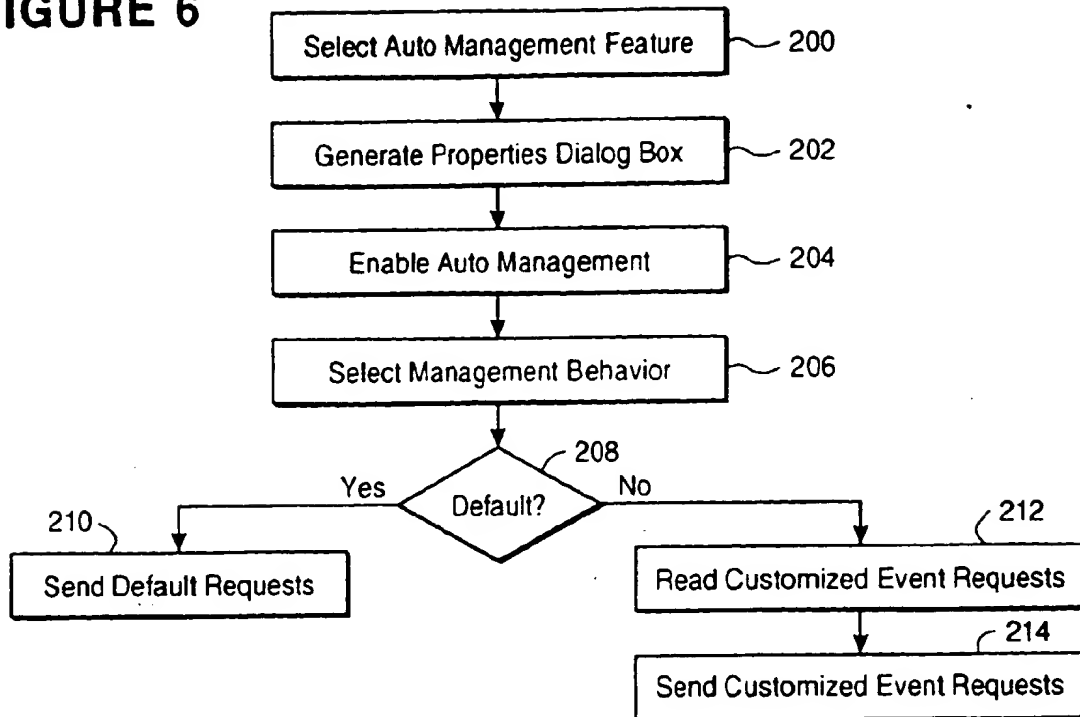 IGURE 6
Select Auto Management Feature 200
Generate Properties Dialog Box 202
Enable Auto Management 204
Select Management Behavior 206
208
Yes Default? No
210 212
Send Default Requests Read Customized Event Requests
214
Send Customized Event Requests